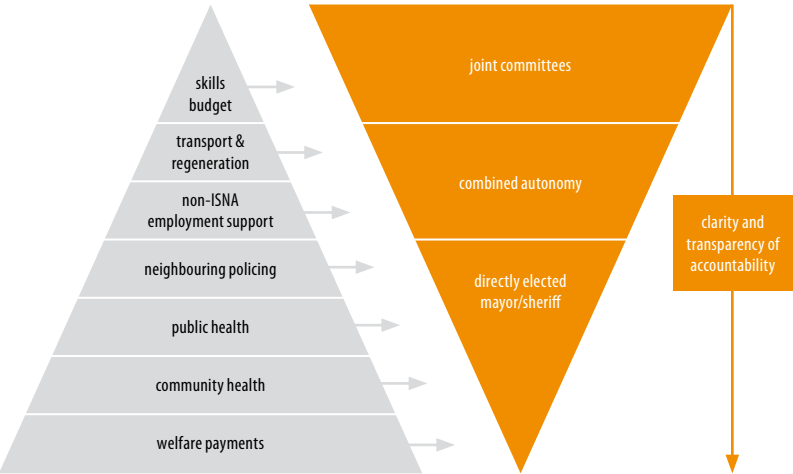 skills
budget
transport &
regeneration
non-ISNA
employment support
neighbouring policing
public health
community health
welfare payments
joint committees
combined autonomy
directly elected
mayor/sheriff
clarity and
transparency of
accountability